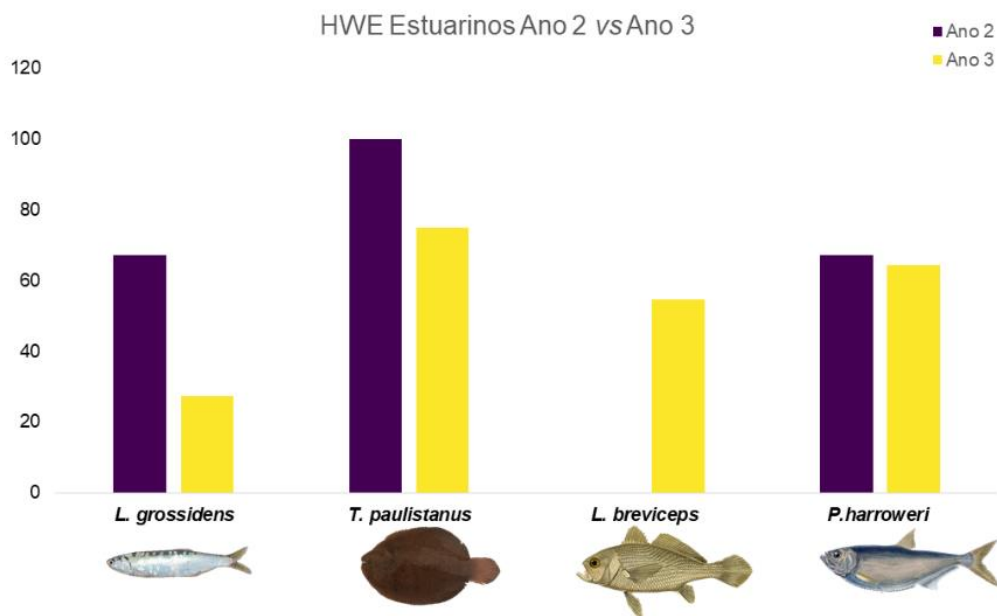 HWE Estuarinos Ano 2 vs Ano 3
Ano 2
Ano 3
120
100
80
60
40
20
0
L. grossidens
T. paulistanus
L. breviceps
P.harroweri